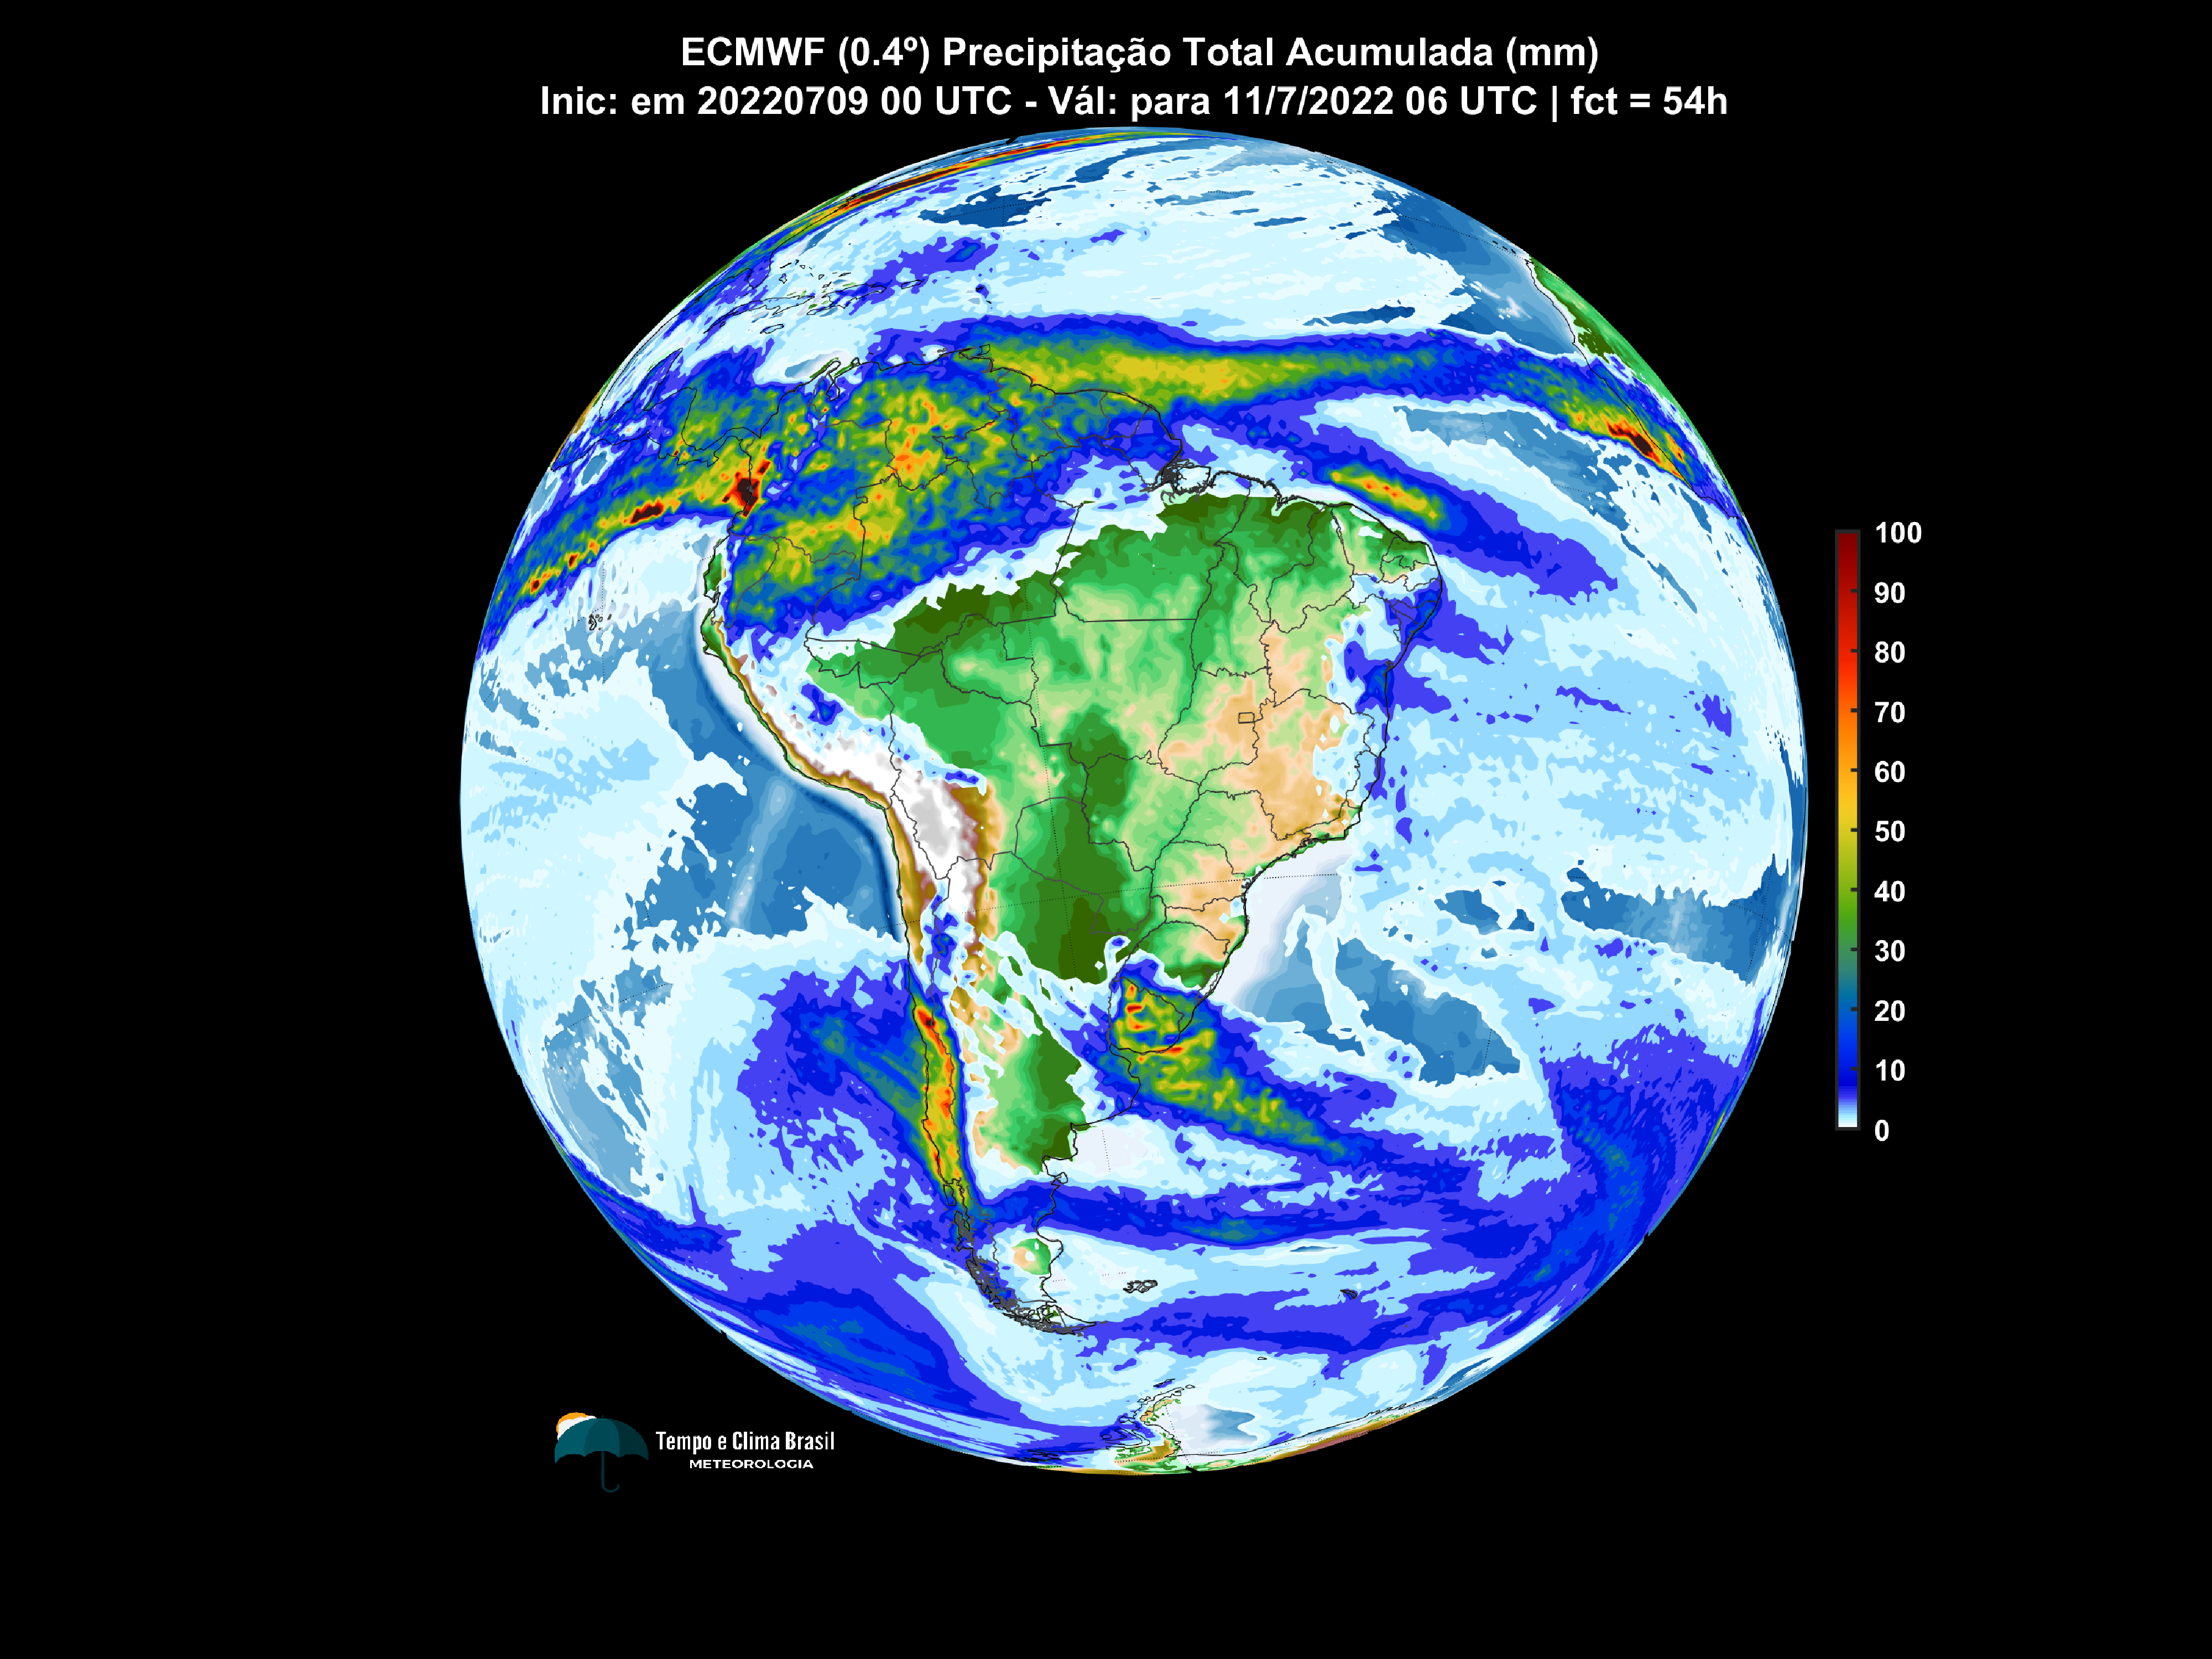 ECMWF (0.4º) Precipitação Total Acumulada (mm)
Inic: em 20220709 00 UTC - Vál: para 11/7/2022 06 UTC | fct = 54h
100
90
80
70
60
50
40
30
20
10
0
Tempo e Clima Brasil
METEOROLOGIA